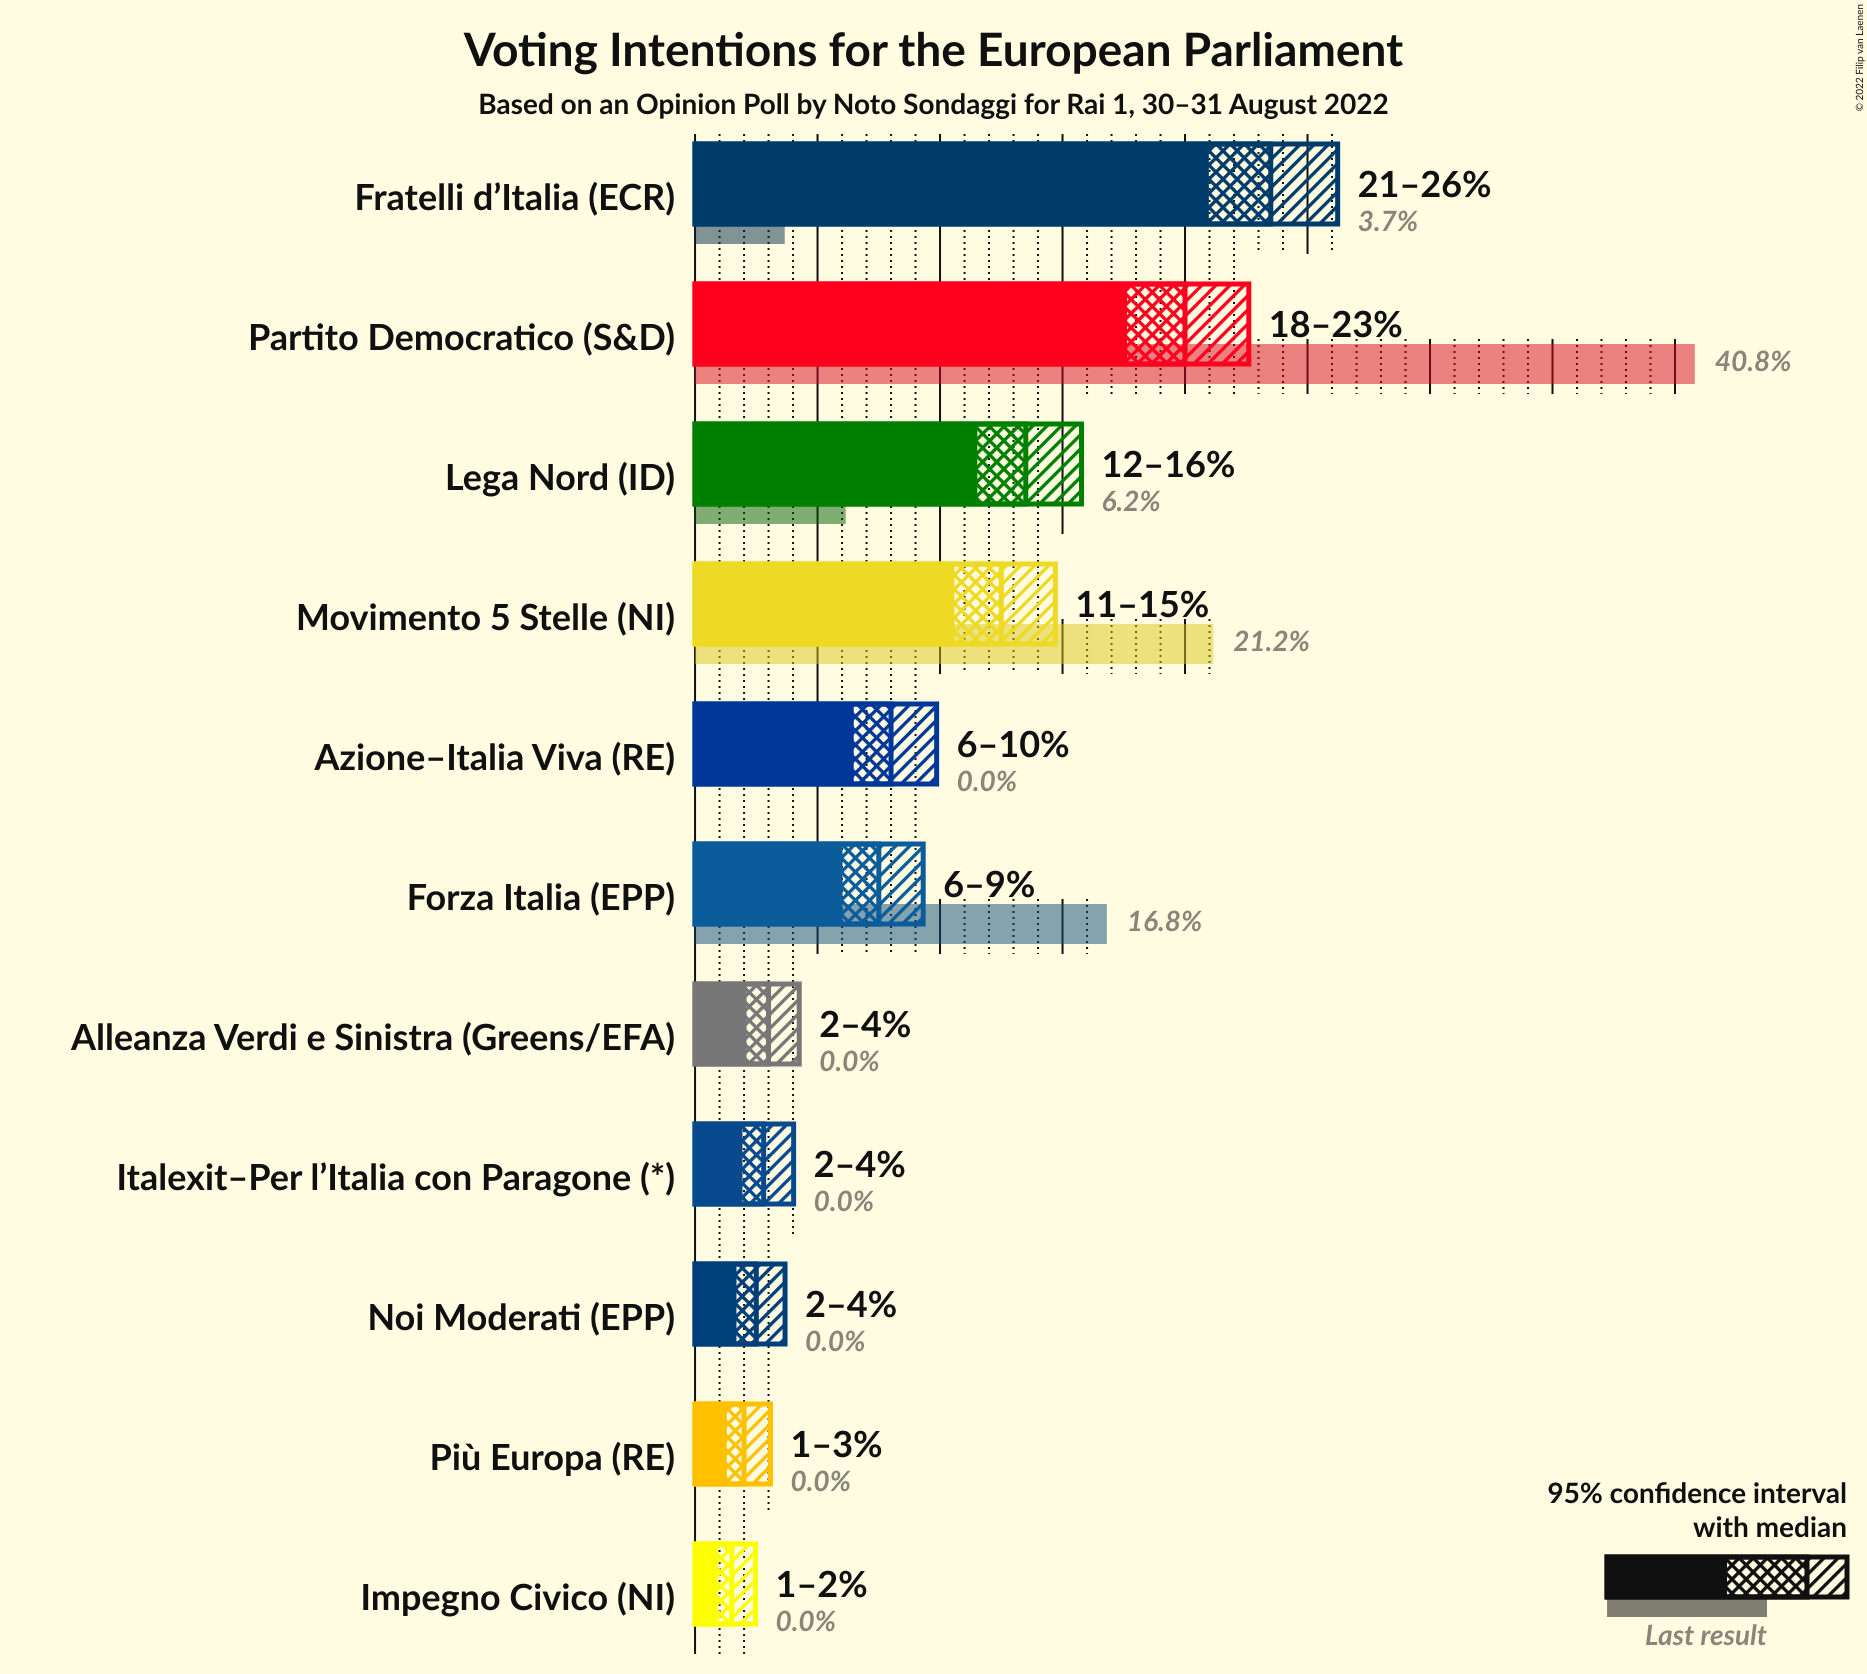 Voting Intentions for the European Parliament
Based on an Opinion Poll by Noto Sondaggi for Rai 1, 30–31 August 2022
© 2022 Filip van Laenen
Fratelli d’Italia (ECR)
21–26%
3.7%
Partito Democratico (S&D)
18–23%
40.8%
Lega Nord (ID)
12–16%
6.2%
Movimento 5 Stelle (NI)
11–15%
21.2%
Azione–Italia Viva (RE)
6–10%
0.0%
Forza Italia (EPP)
6–9%
16.8%
Alleanza Verdi e Sinistra (Greens/EFA)
2–4%
0.0%
Italexit–Per l’Italia con Paragone (*)
2–4%
0.0%
Noi Moderati (EPP)
2–4%
0.0%
Più Europa (RE)
1–3%
0.0%
Impegno Civico (NI)
1–2%
0.0%
95% confidence interval
with median
Last result